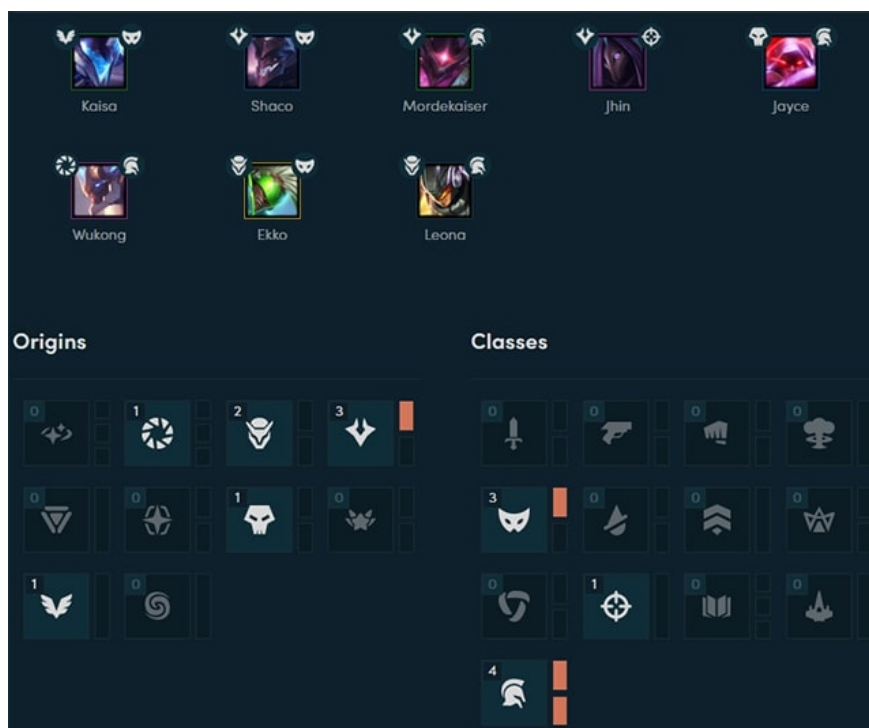 Kaisa Shaco Mordekaiser Jhin Jayce
Wukong Ekko Leona
Origins Classes
0 1 2 3 0 0 0 0
0 0 1 0 3 0 0 0
1 0 0 1 0 0
4